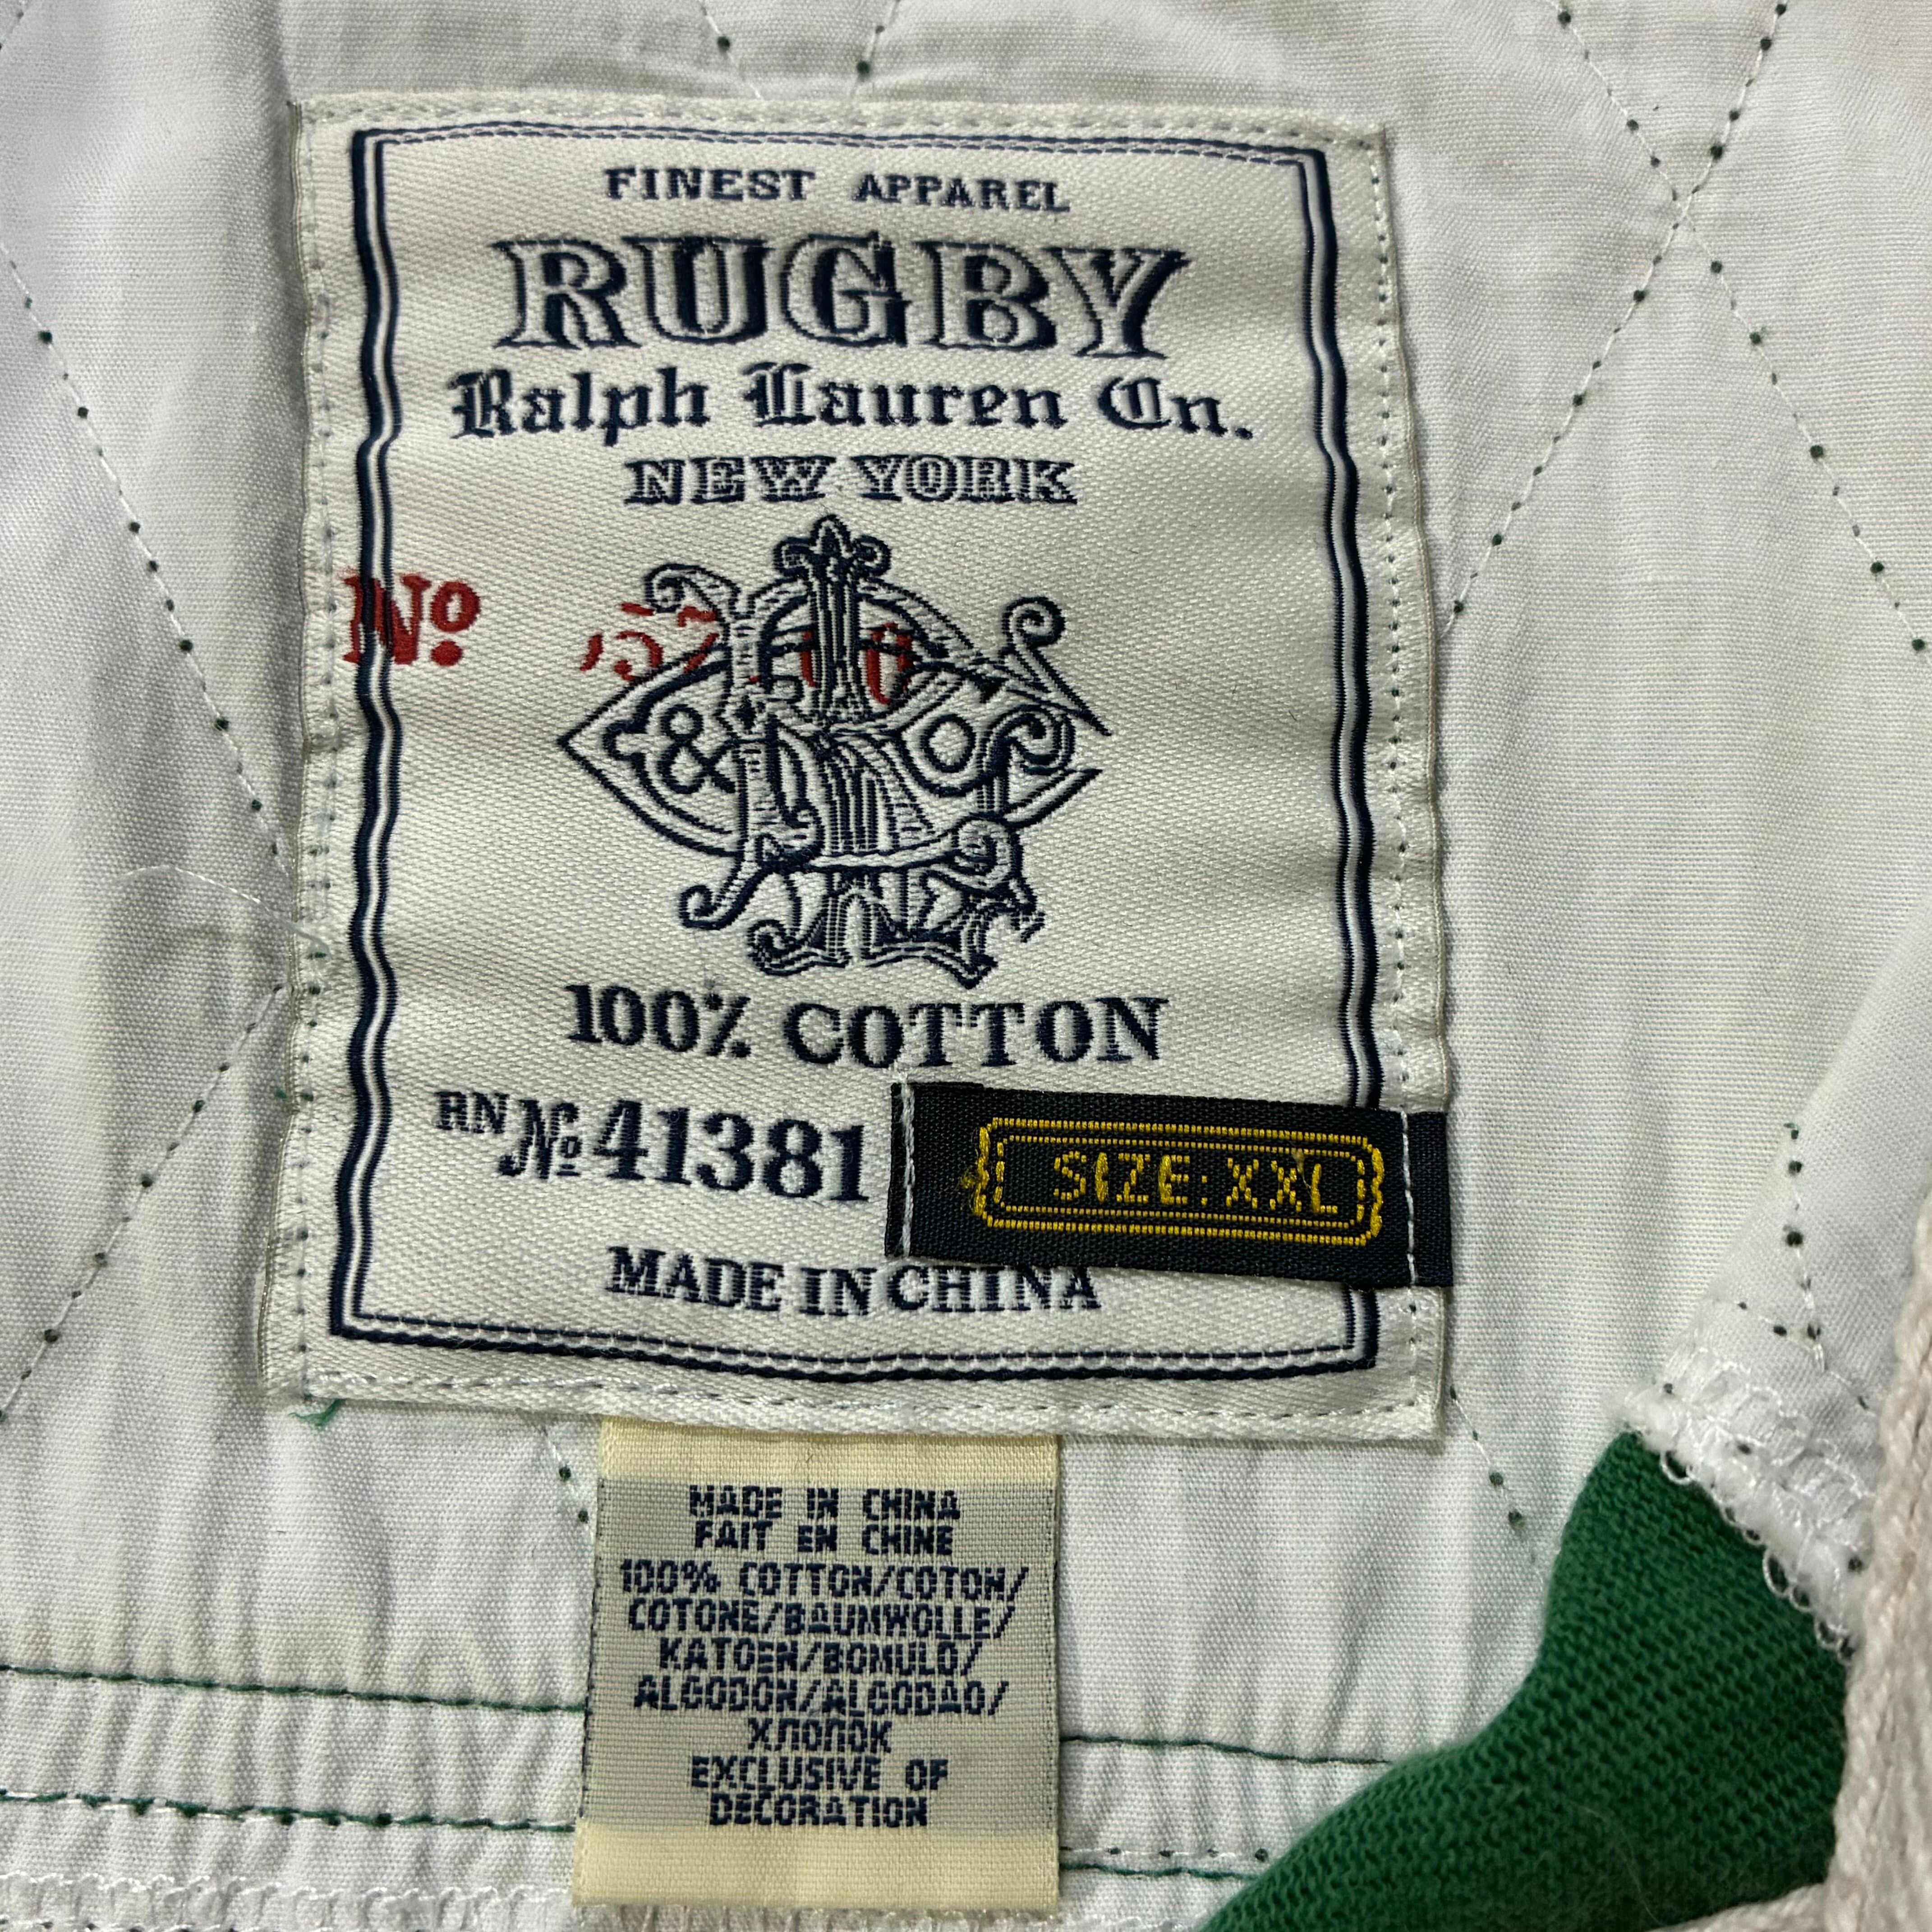 FINEST APPAREL
RUGBY
Ralph Lauren Co.
NEW YORK
No.
&
100% COTTON
RN No 41381
SIZE: XXL
MADE IN CHINA
MADE IN CHINA
FAIT EN CHINE
100% COTTON/COTON/
COTONE/BAUMWOLLE/
KATOEN/BOMULD/
ALGODON/ALGODAO/
ХЛОПОК
EXCLUSIVE OF
DECORATION